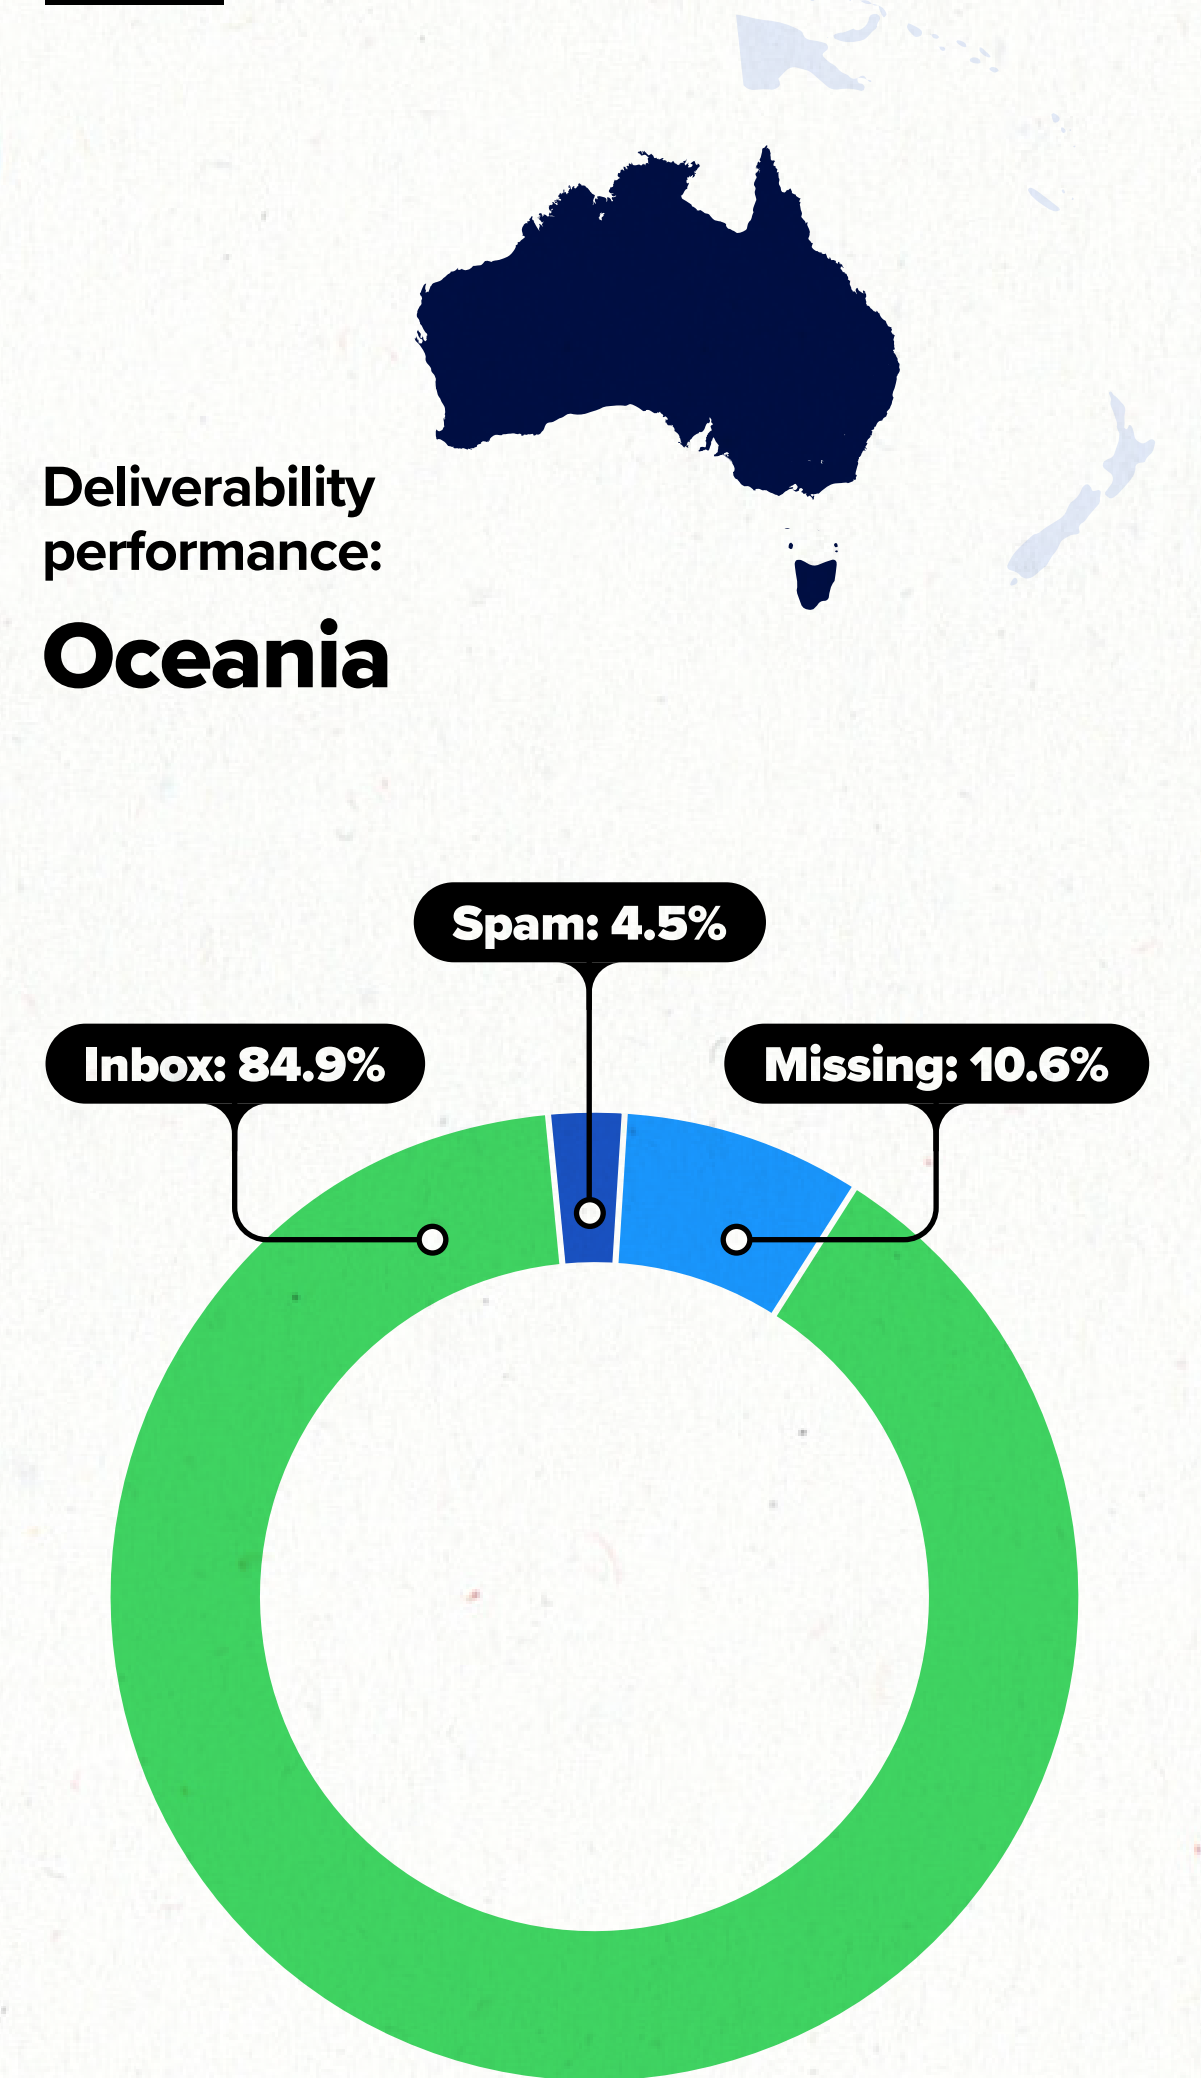 Deliverability
performance:
Oceania
Spam: 4.5%
Inbox: 84.9%
Missing: 10.6%